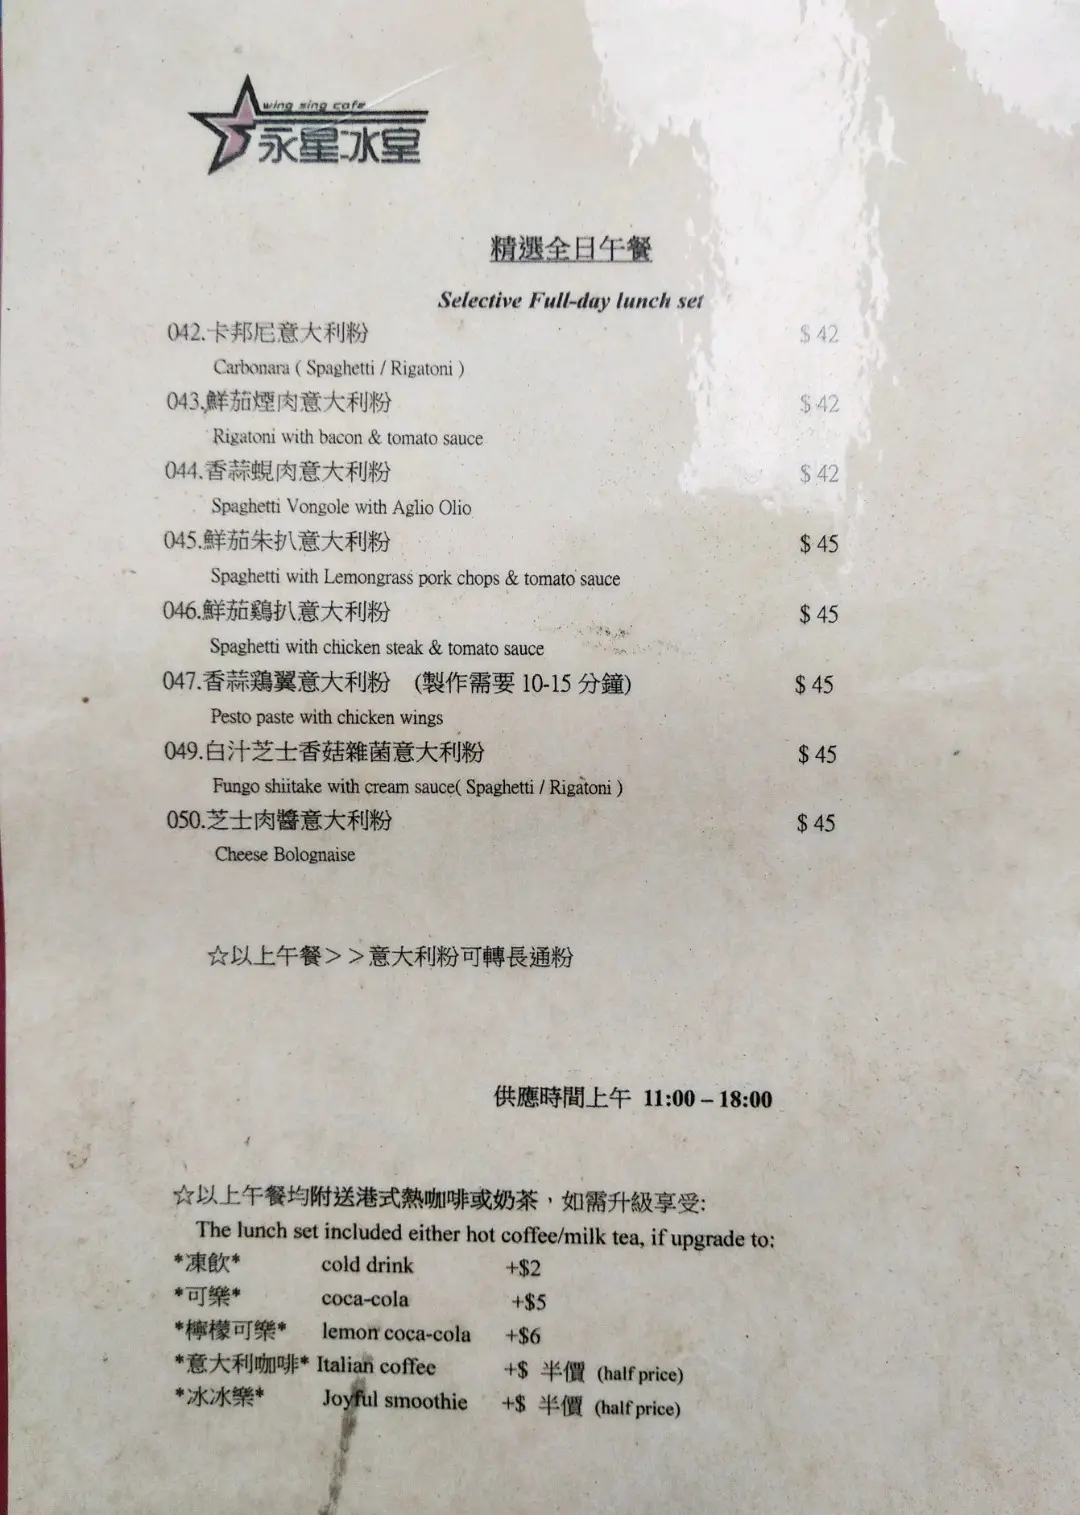 wing sing cafe
永星冰室
精選全日午餐
Selective Full-day lunch set
042.卡邦尼意大利粉 $ 42
Carbonara ( Spaghetti / Rigatoni )
043.鮮茄煙肉意大利粉 $ 42
Rigatoni with bacon & tomato sauce
044.香蒜蜆肉意大利粉 $ 42
Spaghetti Vongole with Aglio Olio
045.鮮茄朱扒意大利粉 $ 45
Spaghetti with Lemongrass pork chops & tomato sauce
046.鮮茄鷄扒意大利粉 $ 45
Spaghetti with chicken steak & tomato sauce
047.香蒜鷄翼意大利粉 (製作需要 10-15 分鐘) $ 45
Pesto paste with chicken wings
049.白汁芝士香菇雜菌意大利粉 $ 45
Fungo shiitake with cream sauce( Spaghetti / Rigatoni )
050.芝士肉醬意大利粉 $ 45
Cheese Bolognaise
☆以上午餐＞＞意大利粉可轉長通粉
供應時間上午 11:00 – 18:00
☆以上午餐均附送港式熱咖啡或奶茶，如需升級享受:
The lunch set included either hot coffee/milk tea, if upgrade to:
*凍飲* cold drink +$2
*可樂* coca-cola +$5
*檸檬可樂* lemon coca-cola +$6
*意大利咖啡* Italian coffee +$ 半價 (half price)
*冰冰樂* Joyful smoothie +$ 半價 (half price)